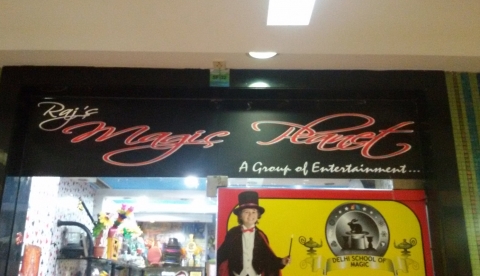 Raj's Magic Planet
A Group of Entertainment...
DELHI SCHOOL OF
MAGIC